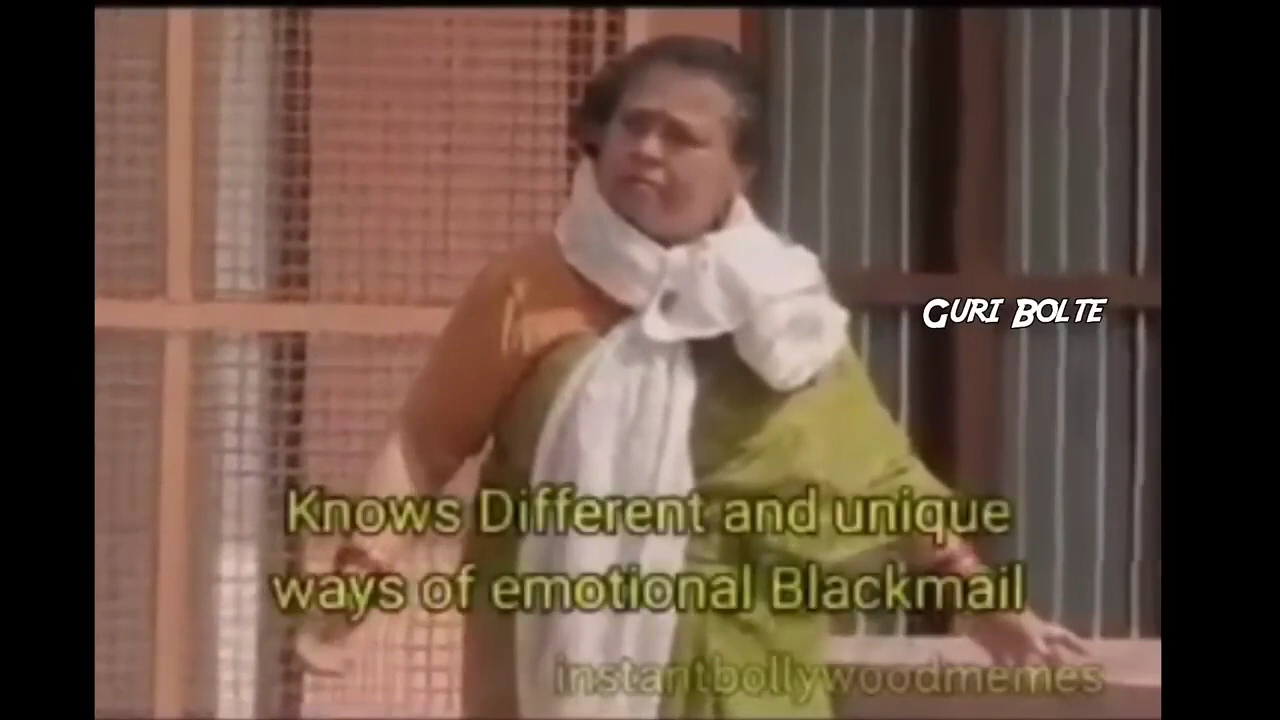 GURI BOLTE
Knows Different and unique
ways of emotional Blackmail
instantbollywoodmemes